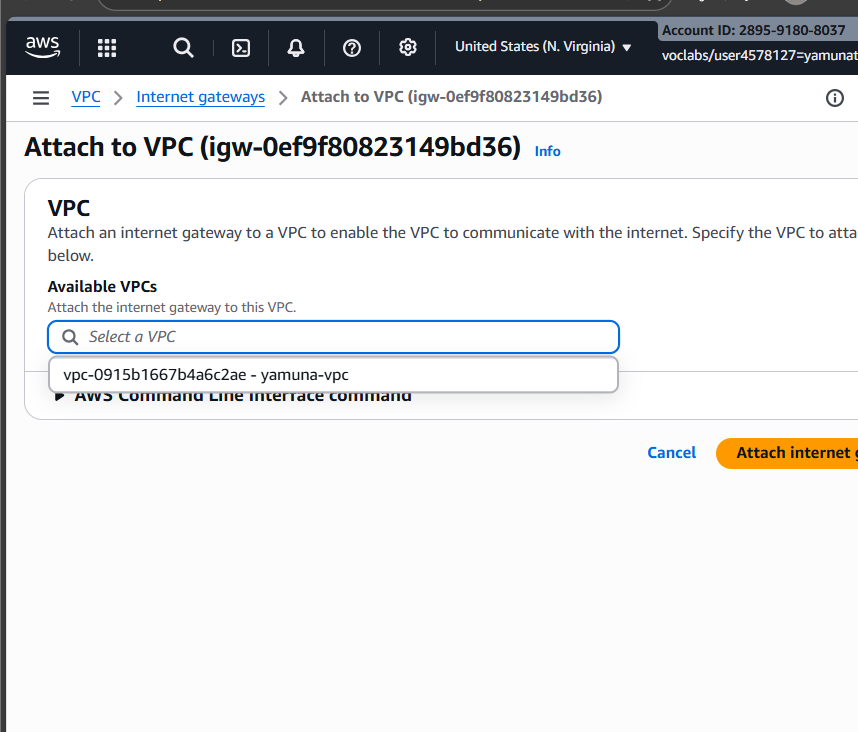 aws
United States (N. Virginia) ▼
Account ID: 2895-9180-8037
voclabs/user4578127=yamunat
VPC > Internet gateways > Attach to VPC (igw-0ef9f80823149bd36)
Attach to VPC (igw-0ef9f80823149bd36) Info
VPC
Attach an internet gateway to a VPC to enable the VPC to communicate with the internet. Specify the VPC to atta
below.
Available VPCs
Attach the internet gateway to this VPC.
Select a VPC
vpc-0915b1667b4a6c2ae - yamuna-vpc
AWS Command Line Interface command
Cancel
Attach internet g